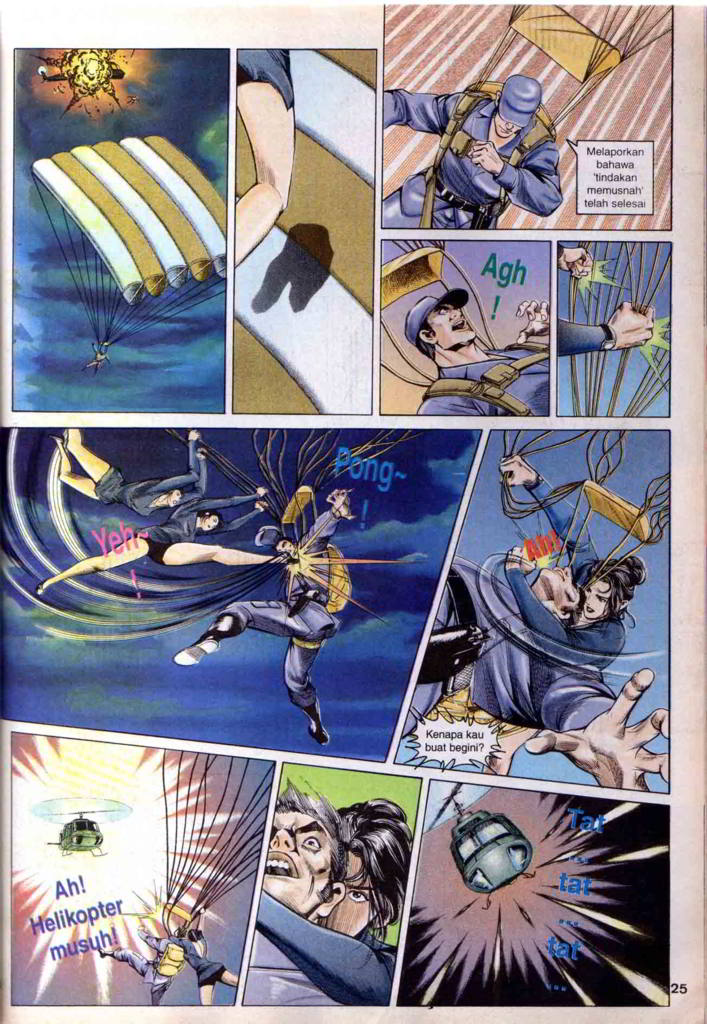 Melaporkan
bahawa
'tindakan
memusnah'
telah selesai
Agh
!
Pong~
!
Yeh~
!
Ah!
Kenapa kau
buat begini?
Ah!
Helikopter
musuh!
Tat
...
tat
...
tat
...
25